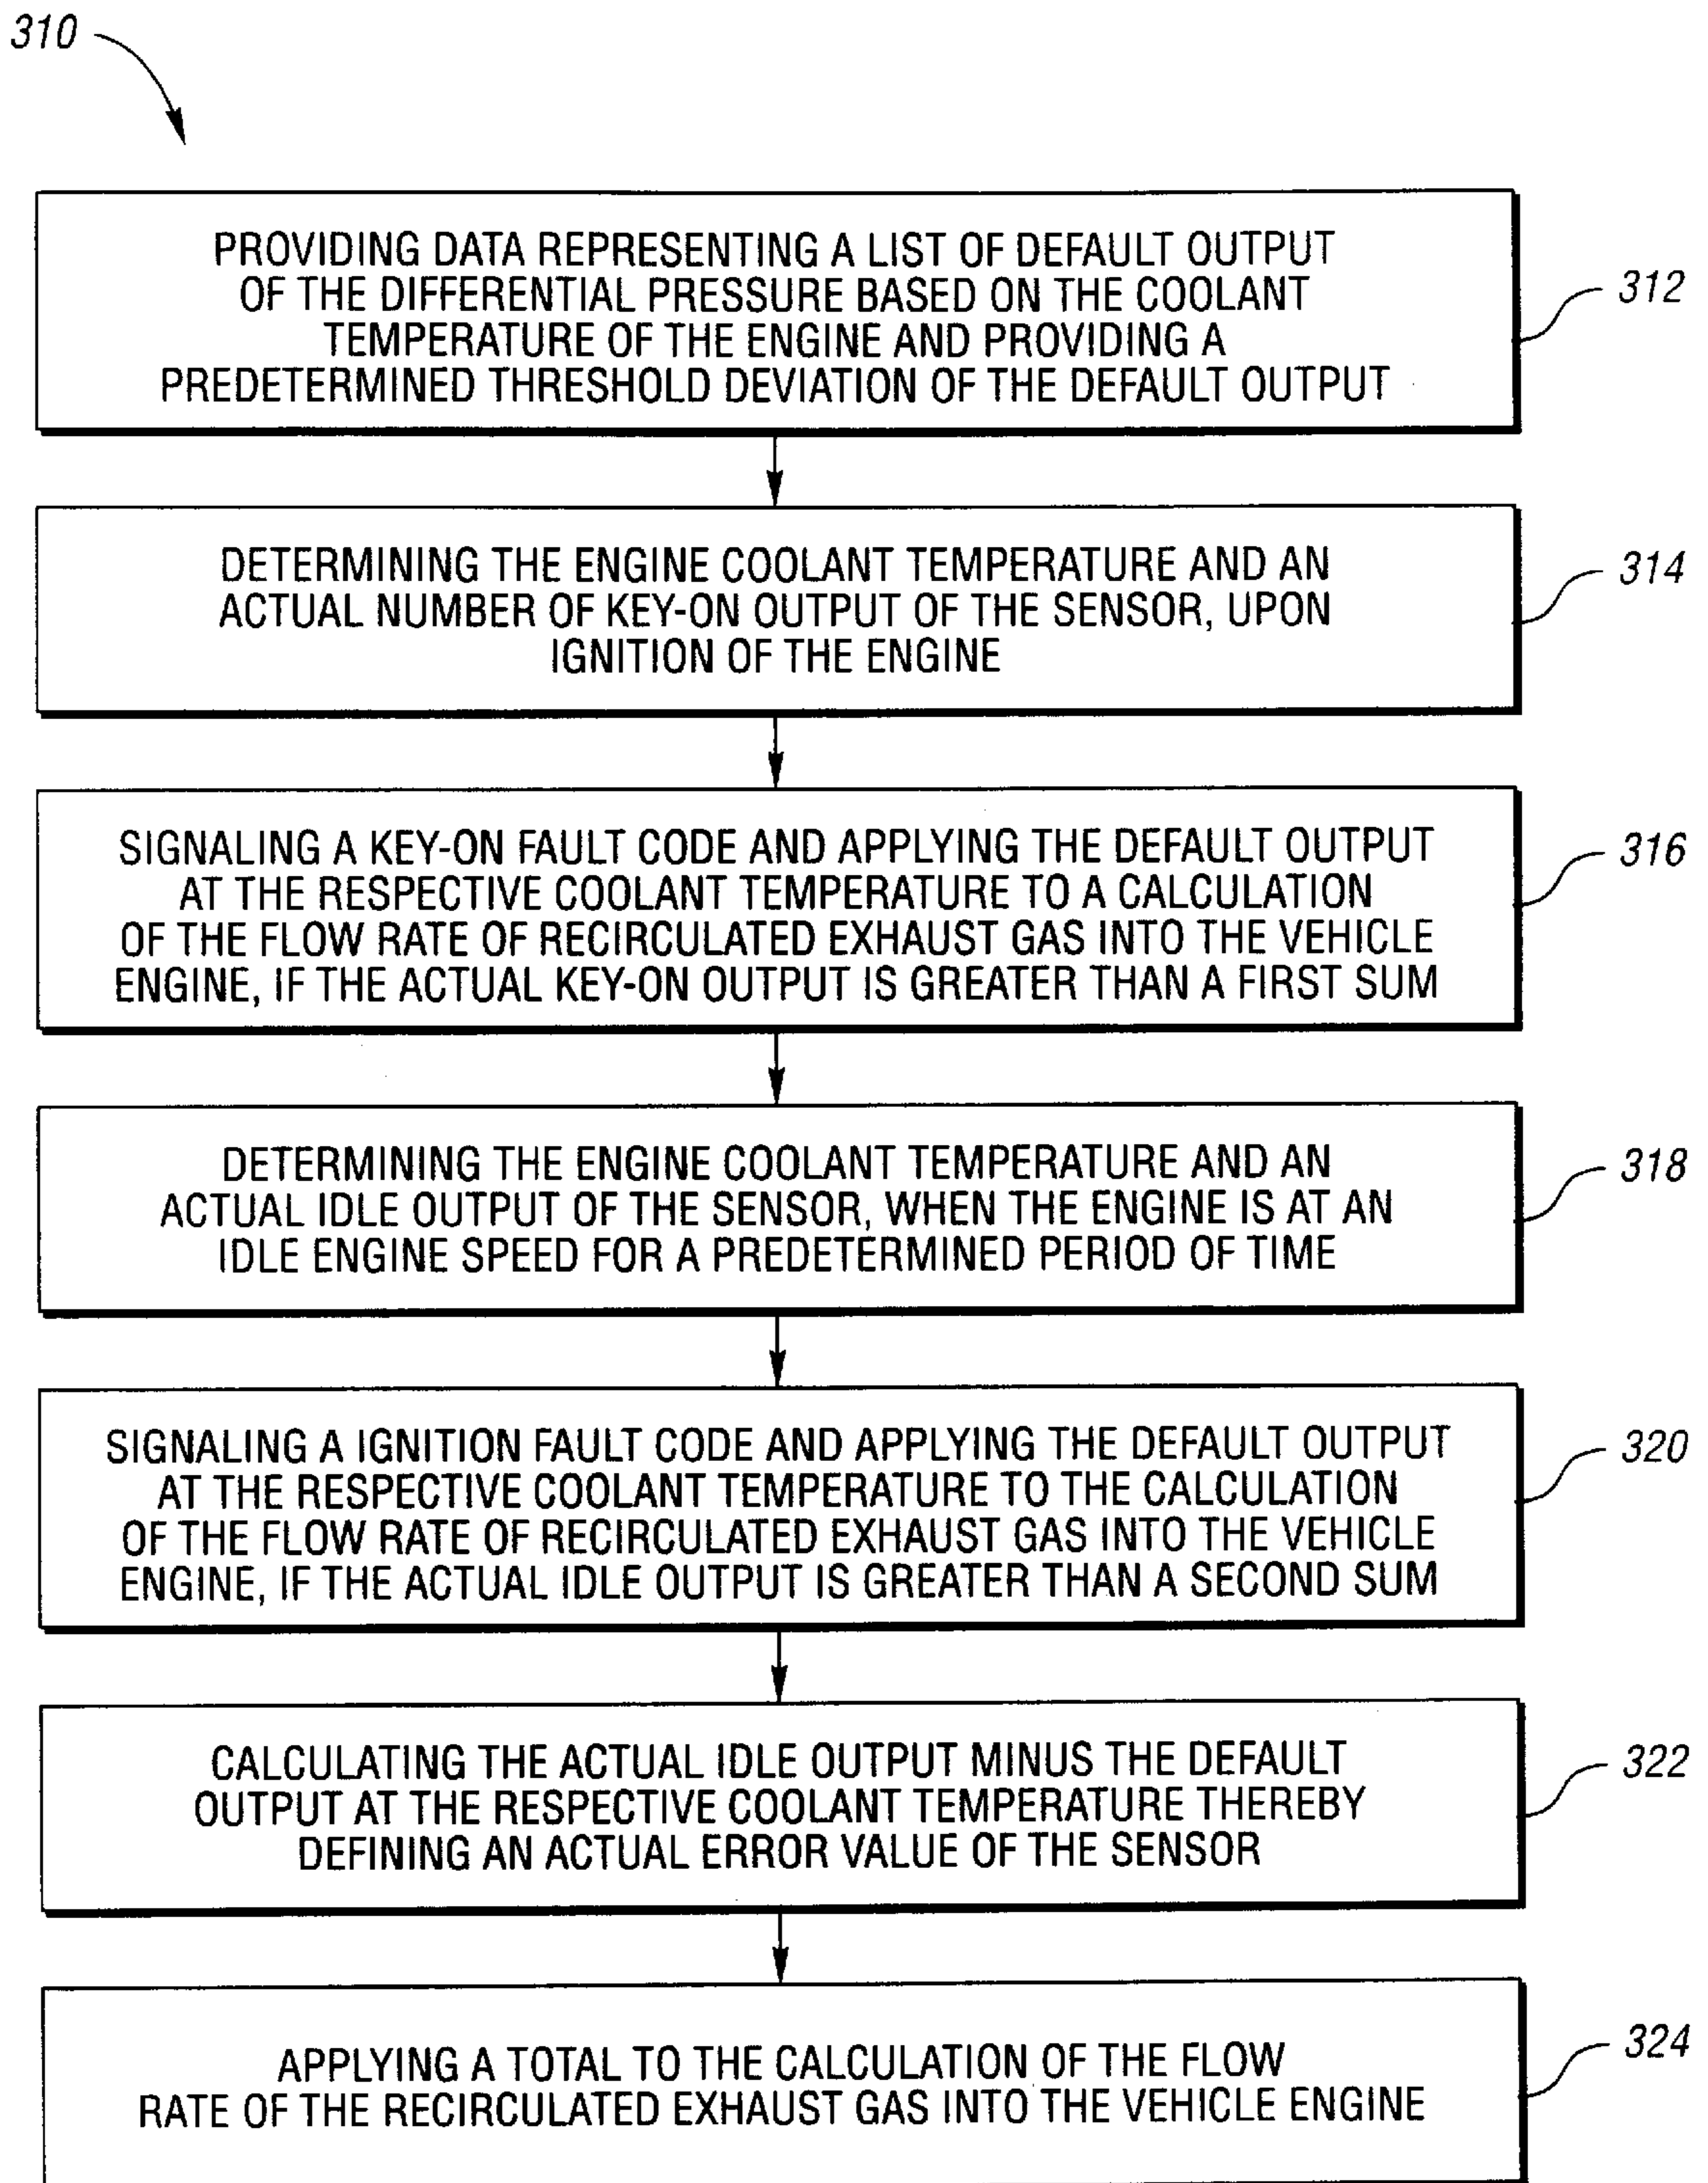 310
PROVIDING DATA REPRESENTING A LIST OF DEFAULT OUTPUT
OF THE DIFFERENTIAL PRESSURE BASED ON THE COOLANT
TEMPERATURE OF THE ENGINE AND PROVIDING A
PREDETERMINED THRESHOLD DEVIATION OF THE DEFAULT OUTPUT
312
DETERMINING THE ENGINE COOLANT TEMPERATURE AND AN
ACTUAL NUMBER OF KEY-ON OUTPUT OF THE SENSOR, UPON
IGNITION OF THE ENGINE
314
SIGNALING A KEY-ON FAULT CODE AND APPLYING THE DEFAULT OUTPUT
AT THE RESPECTIVE COOLANT TEMPERATURE TO A CALCULATION
OF THE FLOW RATE OF RECIRCULATED EXHAUST GAS INTO THE VEHICLE
ENGINE, IF THE ACTUAL KEY-ON OUTPUT IS GREATER THAN A FIRST SUM
316
DETERMINING THE ENGINE COOLANT TEMPERATURE AND AN
ACTUAL IDLE OUTPUT OF THE SENSOR, WHEN THE ENGINE IS AT AN
IDLE ENGINE SPEED FOR A PREDETERMINED PERIOD OF TIME
318
SIGNALING A IGNITION FAULT CODE AND APPLYING THE DEFAULT OUTPUT
AT THE RESPECTIVE COOLANT TEMPERATURE TO THE CALCULATION
OF THE FLOW RATE OF RECIRCULATED EXHAUST GAS INTO THE VEHICLE
ENGINE, IF THE ACTUAL IDLE OUTPUT IS GREATER THAN A SECOND SUM
320
CALCULATING THE ACTUAL IDLE OUTPUT MINUS THE DEFAULT
OUTPUT AT THE RESPECTIVE COOLANT TEMPERATURE THEREBY
DEFINING AN ACTUAL ERROR VALUE OF THE SENSOR
322
APPLYING A TOTAL TO THE CALCULATION OF THE FLOW
RATE OF THE RECIRCULATED EXHAUST GAS INTO THE VEHICLE ENGINE
324